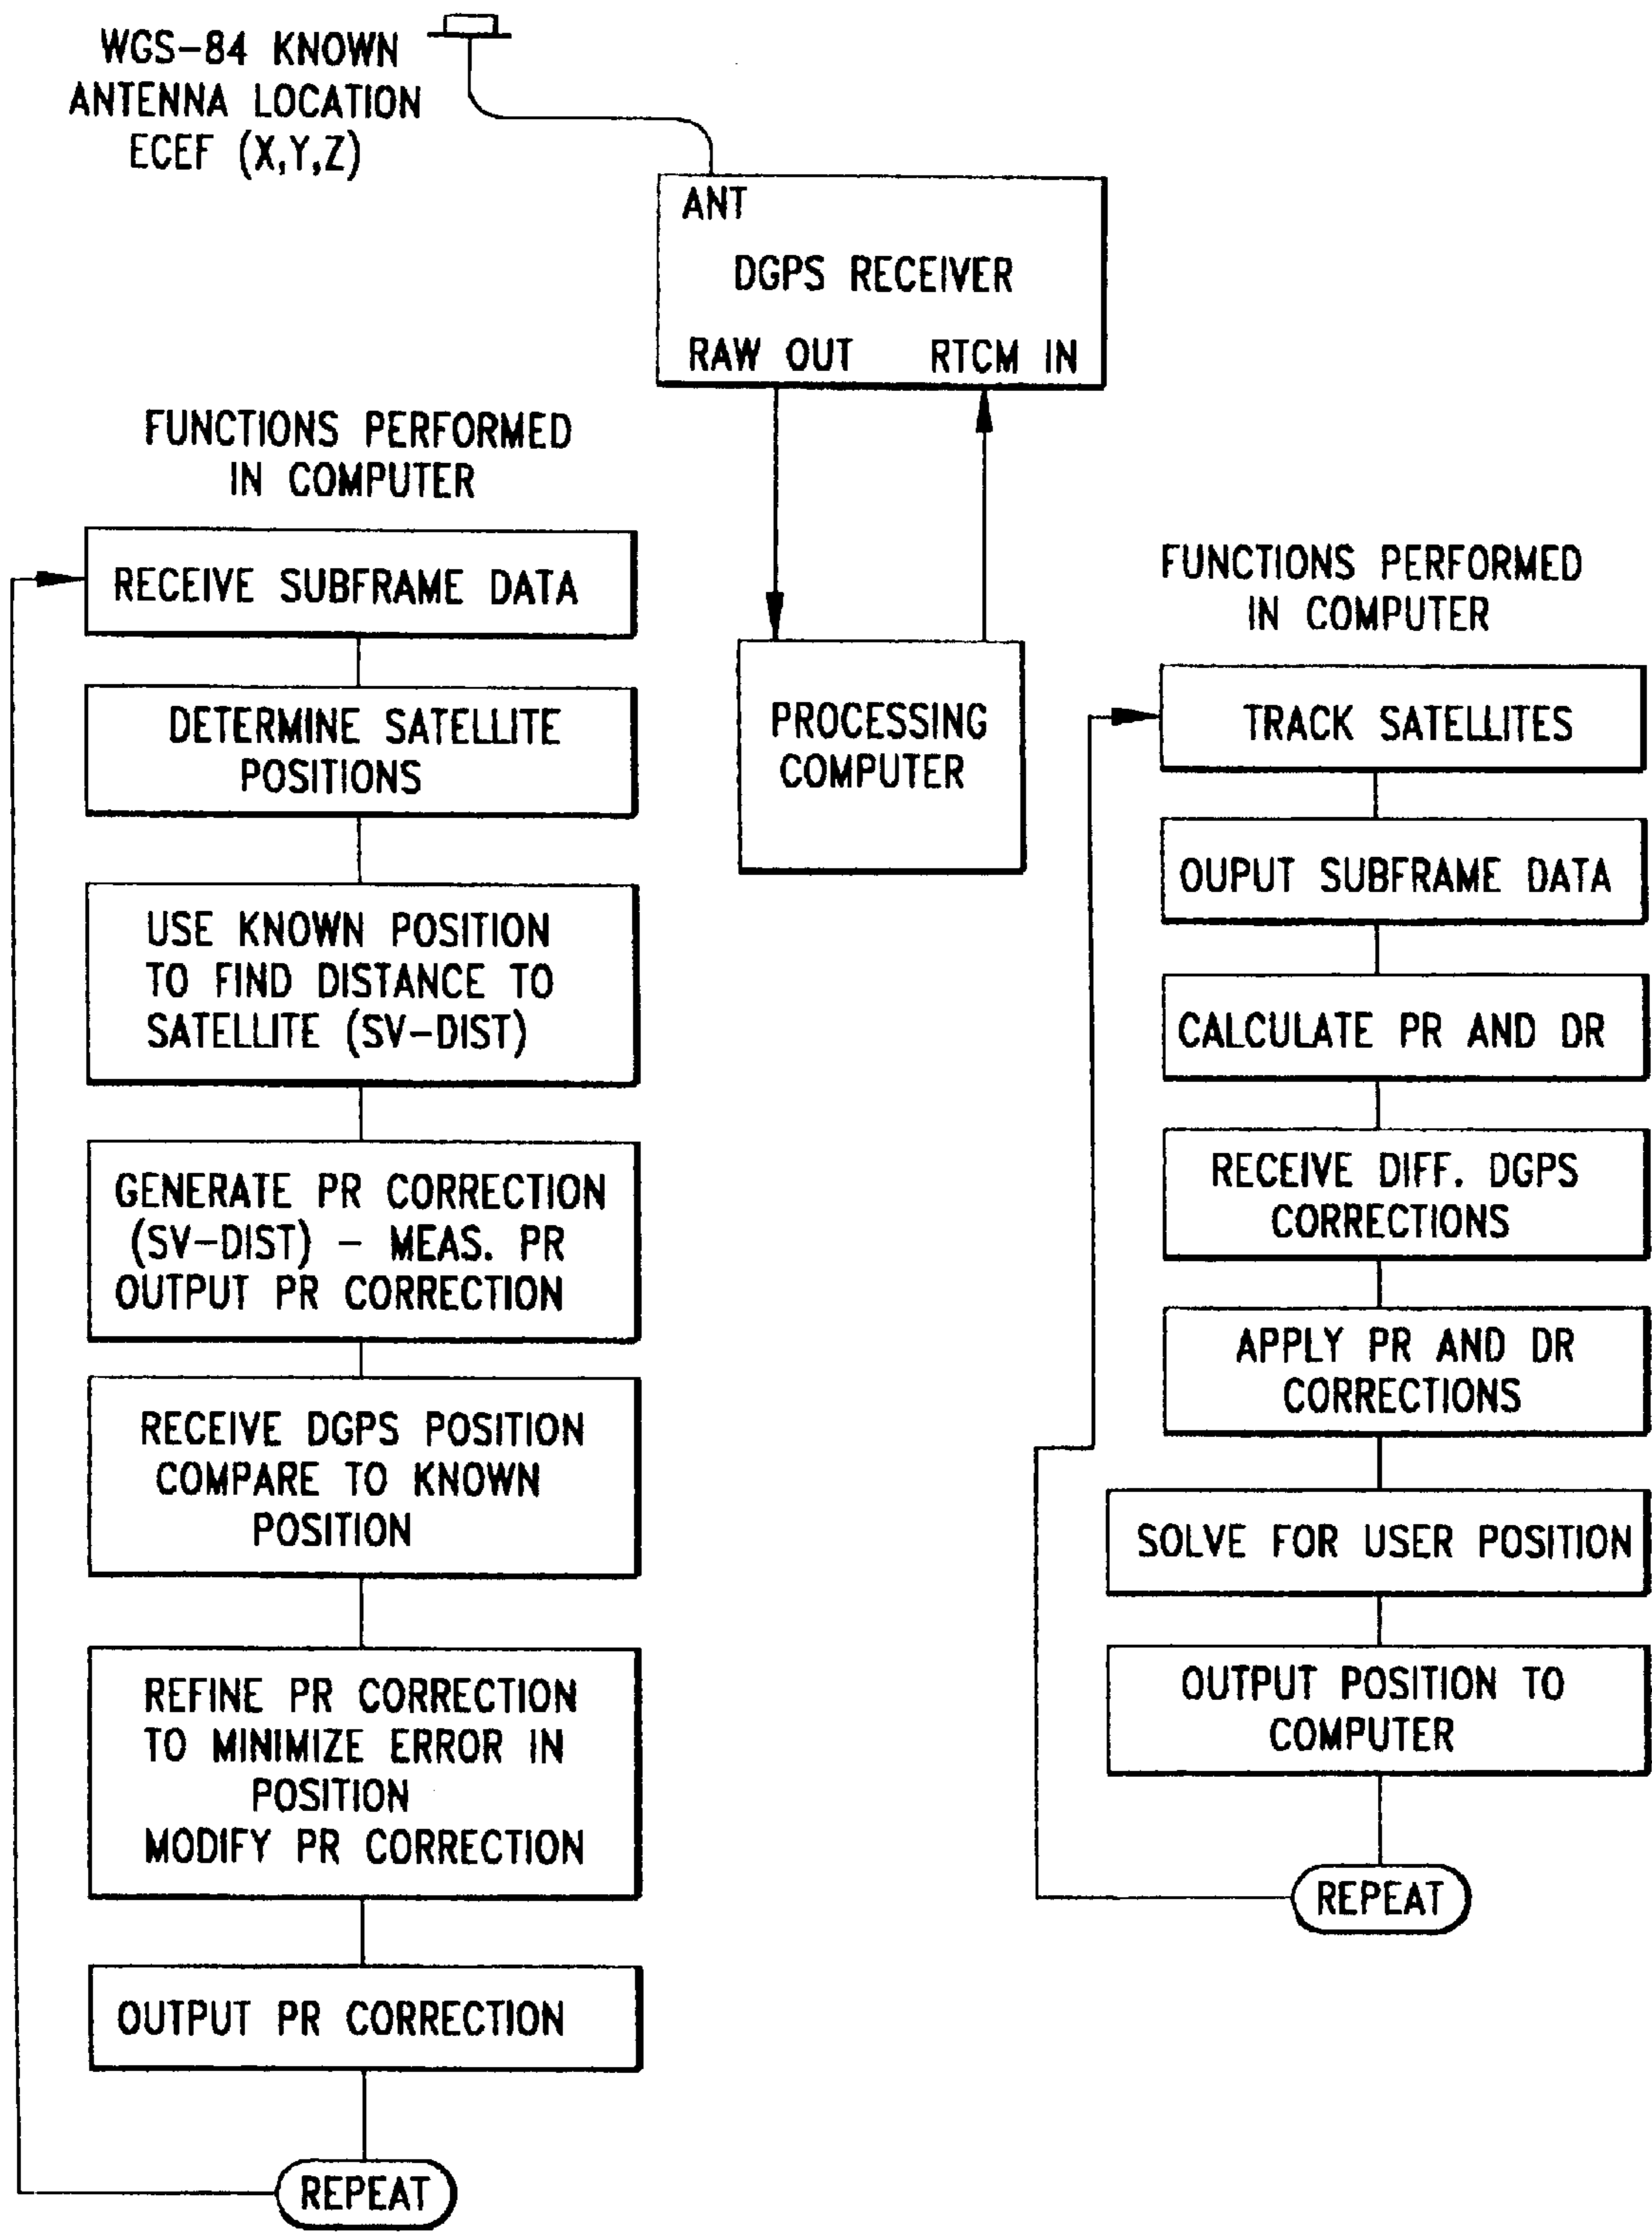 WGS-84 KNOWN
ANTENNA LOCATION
ECEF (X,Y,Z)
ANT
DGPS RECEIVER
RAW OUT RTCM IN
FUNCTIONS PERFORMED
IN COMPUTER
RECEIVE SUBFRAME DATA
DETERMINE SATELLITE
POSITIONS
USE KNOWN POSITION
TO FIND DISTANCE TO
SATELLITE (SV-DIST)
GENERATE PR CORRECTION
(SV-DIST) - MEAS. PR
OUTPUT PR CORRECTION
RECEIVE DGPS POSITION
COMPARE TO KNOWN
POSITION
REFINE PR CORRECTION
TO MINIMIZE ERROR IN
POSITION
MODIFY PR CORRECTION
OUTPUT PR CORRECTION
REPEAT
PROCESSING
COMPUTER
FUNCTIONS PERFORMED
IN COMPUTER
TRACK SATELLITES
OUPUT SUBFRAME DATA
CALCULATE PR AND DR
RECEIVE DIFF. DGPS
CORRECTIONS
APPLY PR AND DR
CORRECTIONS
SOLVE FOR USER POSITION
OUTPUT POSITION TO
COMPUTER
REPEAT